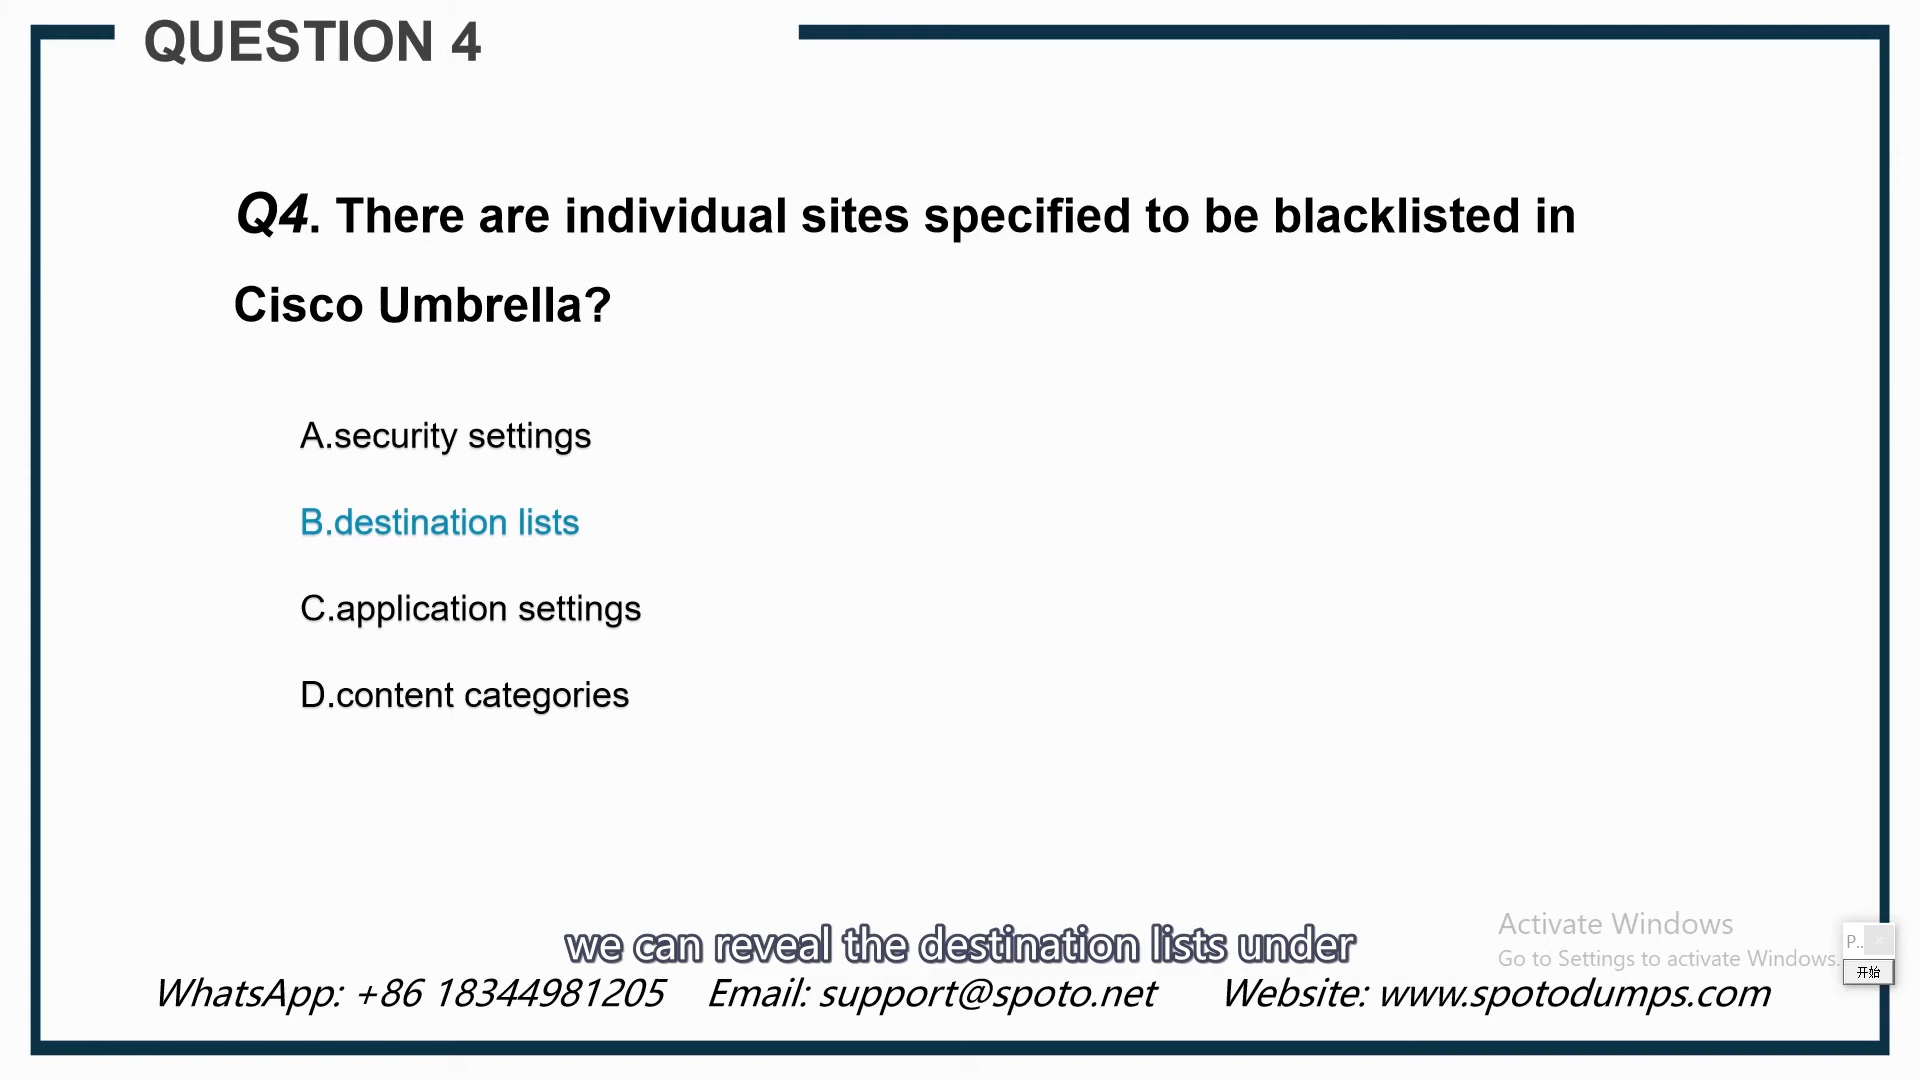 QUESTION 4
Q4. There are individual sites specified to be blacklisted in
Cisco Umbrella?
A.security settings
B.destination lists
C.application settings
D.content categories
we can reveal the destination lists under
Activate Windows
Go to Settings to activate Windows.
P...
开始
WhatsApp: +86 18344981205 Email: support@spoto.net Website: www.spotodumps.com